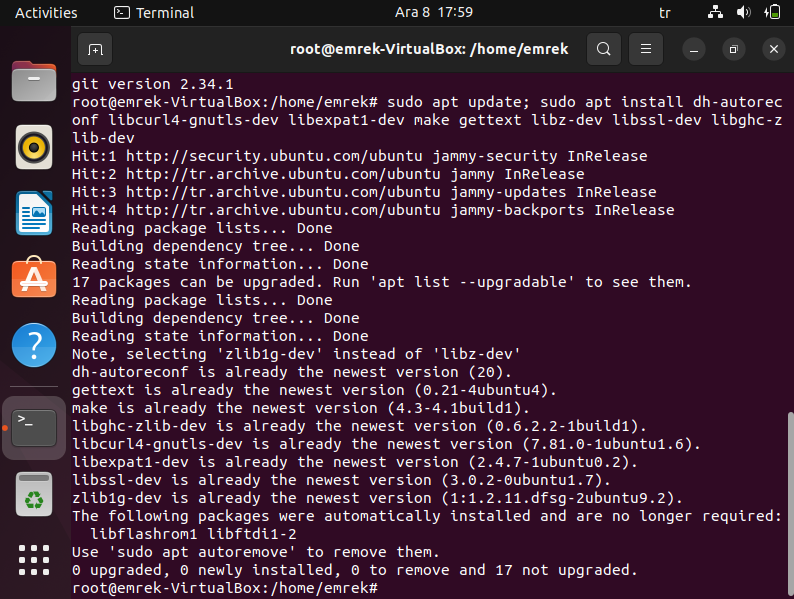 Activities
Terminal
Ara 8 17:59
tr
root@emrek-VirtualBox: /home/emrek
git version 2.34.1
root@emrek-VirtualBox:/home/emrek# sudo apt update; sudo apt install dh-autorec
onf libcurl4-gnutls-dev libexpat1-dev make gettext libz-dev libssl-dev libghc-z
lib-dev
Hit:1 http://security.ubuntu.com/ubuntu jammy-security InRelease
Hit:2 http://tr.archive.ubuntu.com/ubuntu jammy InRelease
Hit:3 http://tr.archive.ubuntu.com/ubuntu jammy-updates InRelease
Hit:4 http://tr.archive.ubuntu.com/ubuntu jammy-backports InRelease
Reading package lists... Done
Building dependency tree... Done
Reading state information... Done
17 packages can be upgraded. Run 'apt list --upgradable' to see them.
Reading package lists... Done
Building dependency tree... Done
Reading state information... Done
Note, selecting 'zlib1g-dev' instead of 'libz-dev'
dh-autoreconf is already the newest version (20).
gettext is already the newest version (0.21-4ubuntu4).
make is already the newest version (4.3-4.1build1).
libghc-zlib-dev is already the newest version (0.6.2.2-1build1).
libcurl4-gnutls-dev is already the newest version (7.81.0-1ubuntu1.6).
libexpat1-dev is already the newest version (2.4.7-1ubuntu0.2).
libssl-dev is already the newest version (3.0.2-0ubuntu1.7).
zlib1g-dev is already the newest version (1:1.2.11.dfsg-2ubuntu9.2).
The following packages were automatically installed and are no longer required:
  libflashrom1 libftdi1-2
Use 'sudo apt autoremove' to remove them.
0 upgraded, 0 newly installed, 0 to remove and 17 not upgraded.
root@emrek-VirtualBox:/home/emrek#